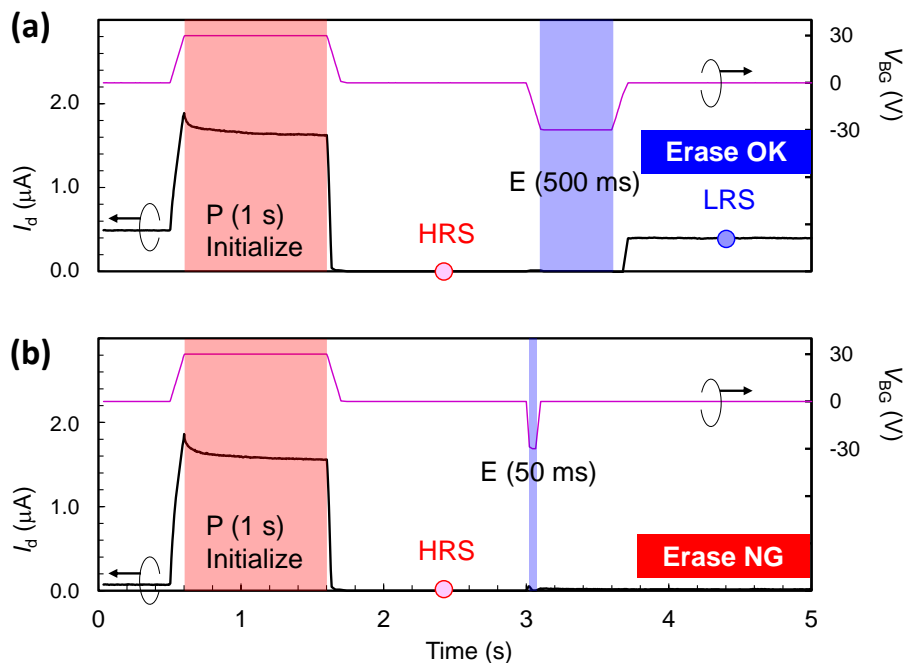 (a)
30
0
-30
V_BG (V)
2.0
1.0
0.0
I_d (μA)
P (1 s)
Initialize
HRS
E (500 ms)
Erase OK
LRS
(b)
30
0
-30
V_BG (V)
2.0
1.0
0.0
I_d (μA)
P (1 s)
Initialize
HRS
E (50 ms)
Erase NG
0
1
2
3
4
5
Time (s)